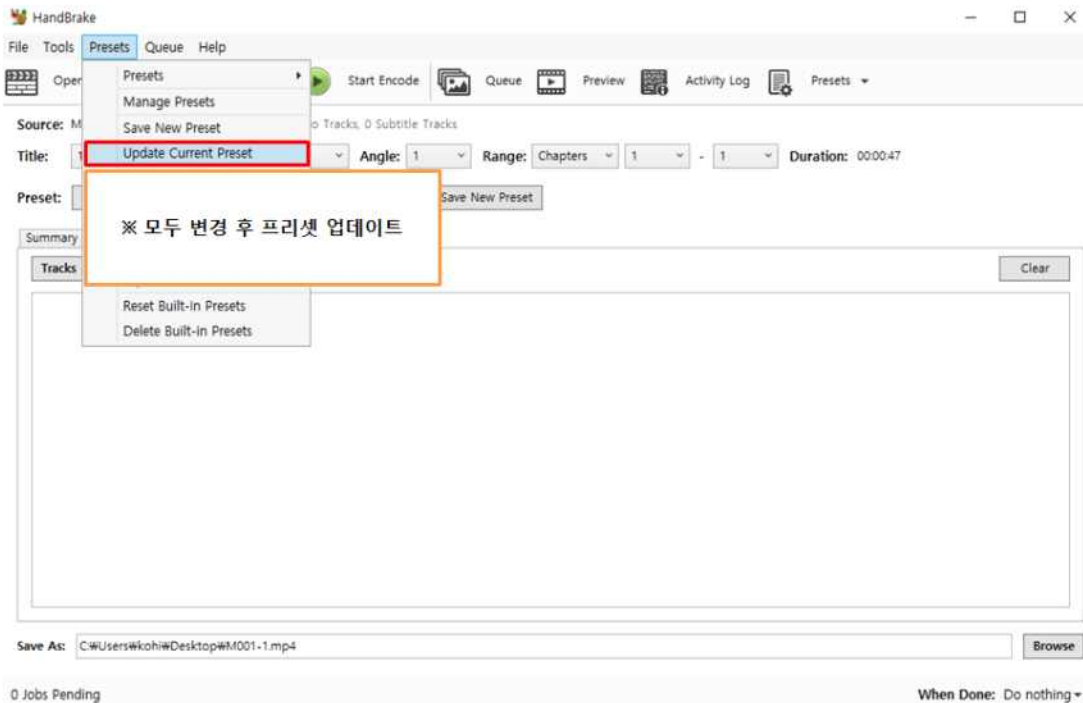 HandBrake
File Tools Presets Queue Help
Open
Start Encode Queue Preview Activity Log Presets
Presets
Manage Presets
Save New Preset
Update Current Preset
Source: M
Tracks, 0 Subtitle Tracks
Title: 1
Angle: 1 Range: Chapters 1 - 1 Duration: 00:00:47
Preset:
Save New Preset
※ 모두 변경 후 프리셋 업데이트
Summary
Tracks
Clear
Reset Built-in Presets
Delete Built-in Presets
Save As: C:₩Users₩kohi₩Desktop₩M001-1.mp4 Browse
0 Jobs Pending When Done: Do nothing